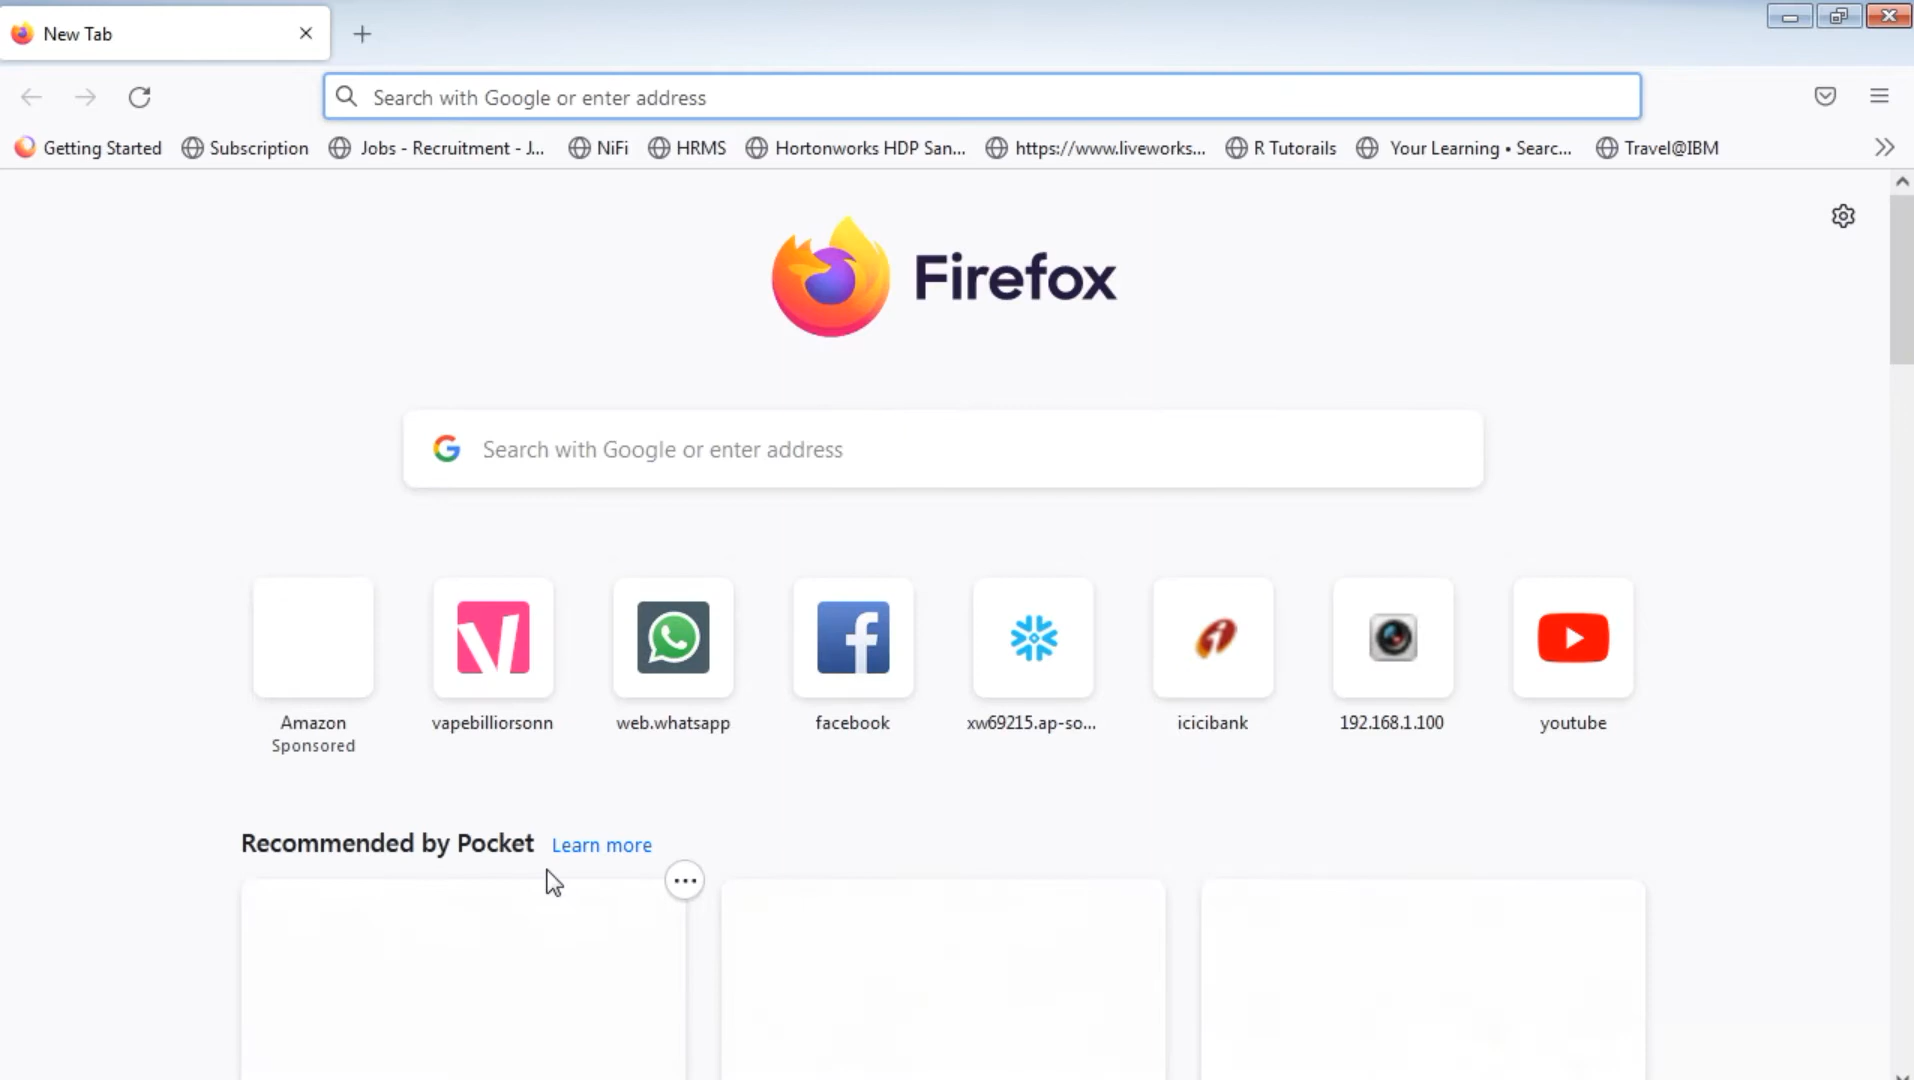 New Tab
Search with Google or enter address
Getting Started Subscription Jobs - Recruitment - J... NiFi HRMS Hortonworks HDP San... https://www.liveworks... R Tutorails Your Learning • Searc... Travel@IBM
Firefox
Search with Google or enter address
Amazon vapebilliorsonn web.whatsapp facebook xw69215.ap-so... icicibank 192.168.1.100 youtube
Sponsored
Recommended by Pocket Learn more